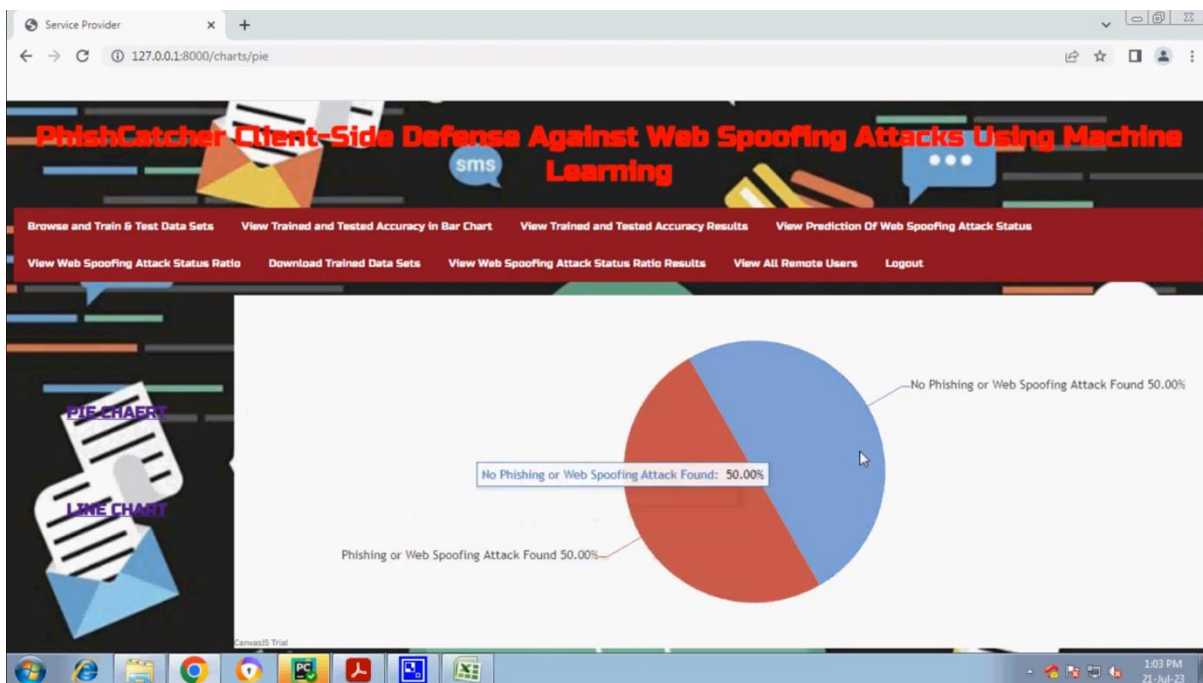 Service Provider
127.0.0.1:8000/charts/pie
PhishCatcher Client-Side Defense Against Web Spoofing Attacks Using Machine
Learning
sms
Browse and Train & Test Data Sets View Trained and Tested Accuracy in Bar Chart View Trained and Tested Accuracy Results View Prediction Of Web Spoofing Attack Status
View Web Spoofing Attack Status Ratio Download Trained Data Sets View Web Spoofing Attack Status Ratio Results View All Remote Users Logout
No Phishing or Web Spoofing Attack Found 50.00%
PIE CHAERT
No Phishing or Web Spoofing Attack Found: 50.00%
LINE CHART
Phishing or Web Spoofing Attack Found 50.00%
CanvasJS Trial
PC
1:03 PM
21-Jul-23